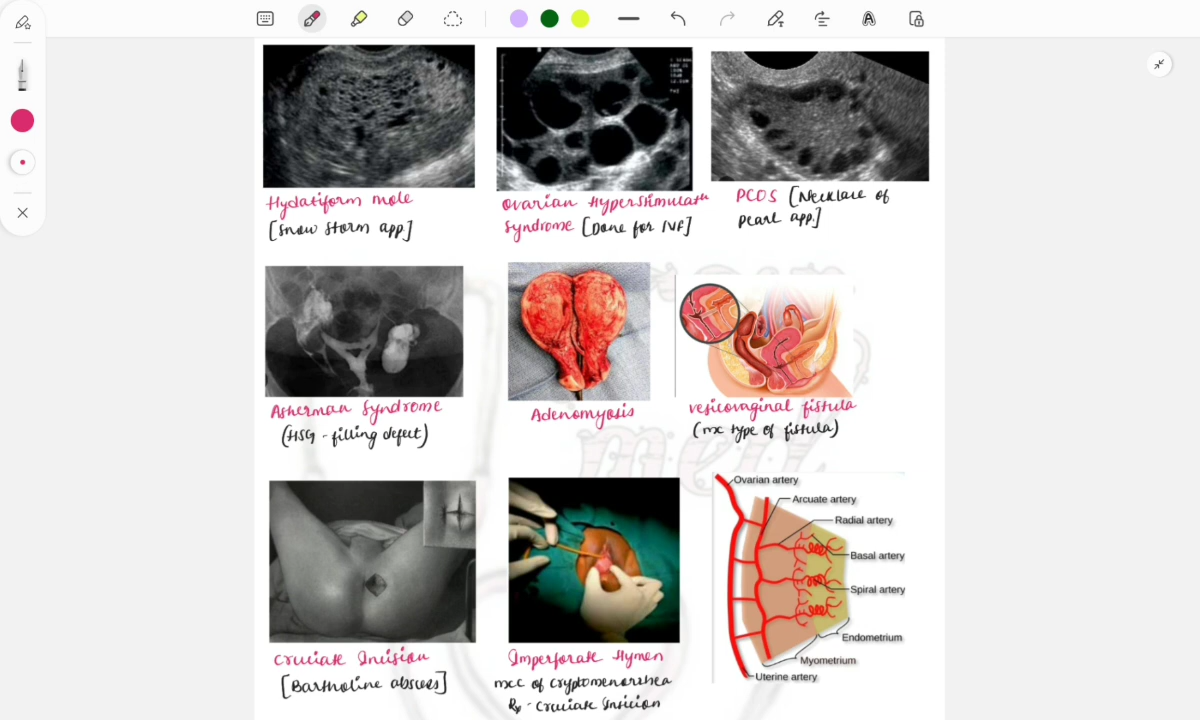 Hydatiform mole
[Snow Storm app.]
Ovarian Hyperstimulatn
Syndrome [Done for IVF]
PCOS [Necklace of
Pearl app.]
Asherman Syndrome
(HSG - filling defect)
Adenomyosis
vesicovaginal fistula
(mc type of fistula)
Cruciate Incision
[Bartholine abscess]
Imperforate Hymen
mcc of cryptomenorrhea
Rx - Cruciate Incision
Ovarian artery
Arcuate artery
Radial artery
Basal artery
Spiral artery
Endometrium
Myometrium
Uterine artery
med